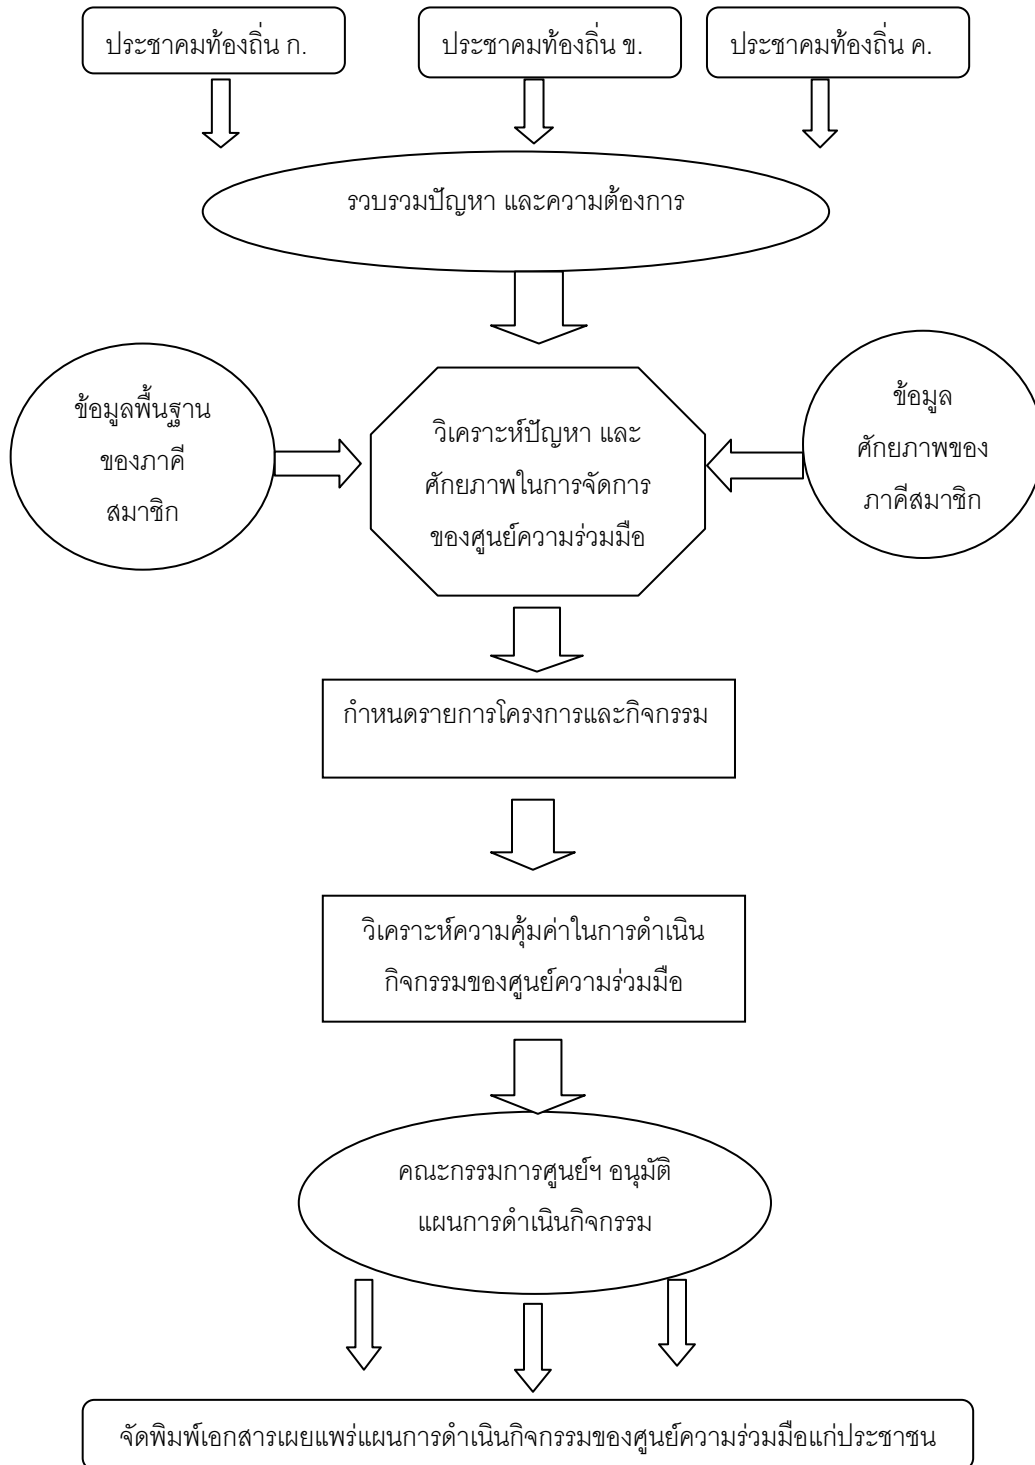 ประชาคมท้องถิ่น ก.
ประชาคมท้องถิ่น ข.
ประชาคมท้องถิ่น ค.
รวบรวมปัญหา และความต้องการ
ข้อมูลพื้นฐาน
ของภาคี
สมาชิก
วิเคราะห์ปัญหา และ
ศักยภาพในการจัดการ
ของศูนย์ความร่วมมือ
ข้อมูล
ศักยภาพของ
ภาคีสมาชิก
กำหนดรายการโครงการและกิจกรรม
วิเคราะห์ความคุ้มค่าในการดำเนิน
กิจกรรมของศูนย์ความร่วมมือ
คณะกรรมการศูนย์ฯ อนุมัติ
แผนการดำเนินกิจกรรม
จัดพิมพ์เอกสารเผยแพร่แผนการดำเนินกิจกรรมของศูนย์ความร่วมมือแก่ประชาชน